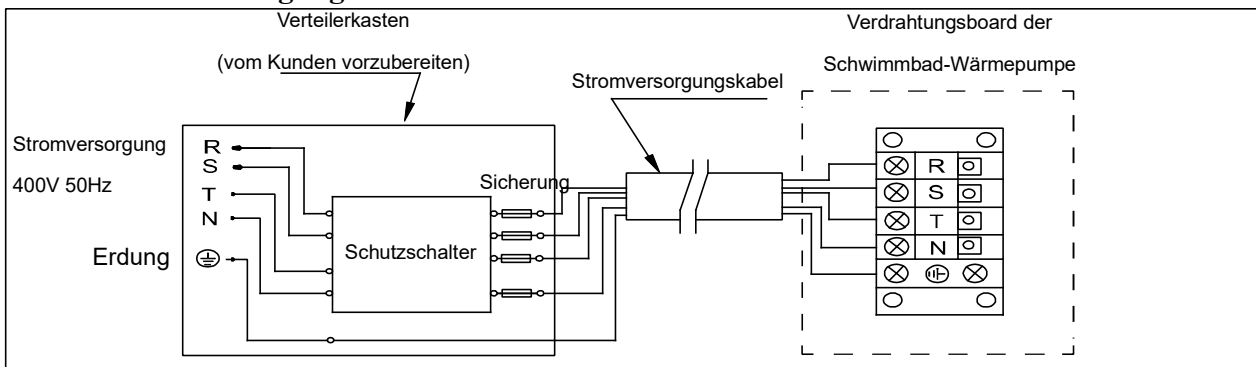 Verteilerkasten
(vom Kunden vorzubereiten)
Verdrahtungsboard der
Schwimmbad-Wärmepumpe
Stromversorgungskabel
Stromversorgung
400V 50Hz
R
S
T
N
Erdung
Sicherung
Schutzschalter
R
S
T
N